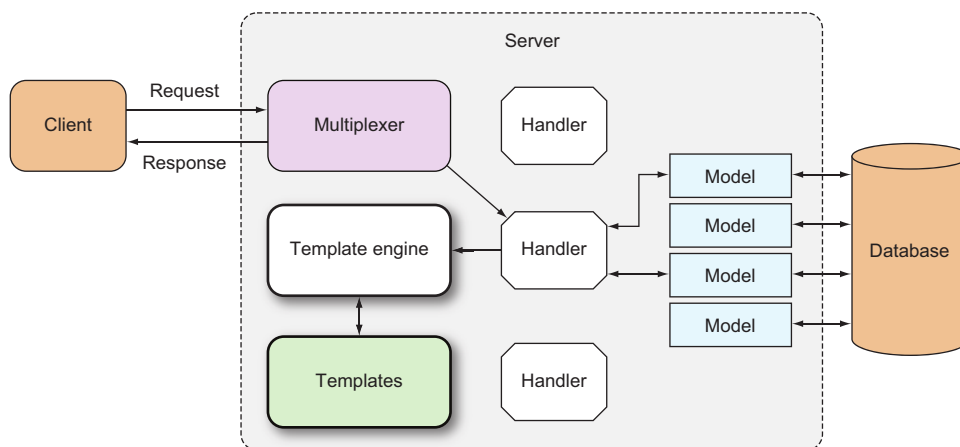 Server
Request
Client
Multiplexer
Handler
Response
Model
Model
Template engine
Handler
Database
Model
Model
Templates
Handler